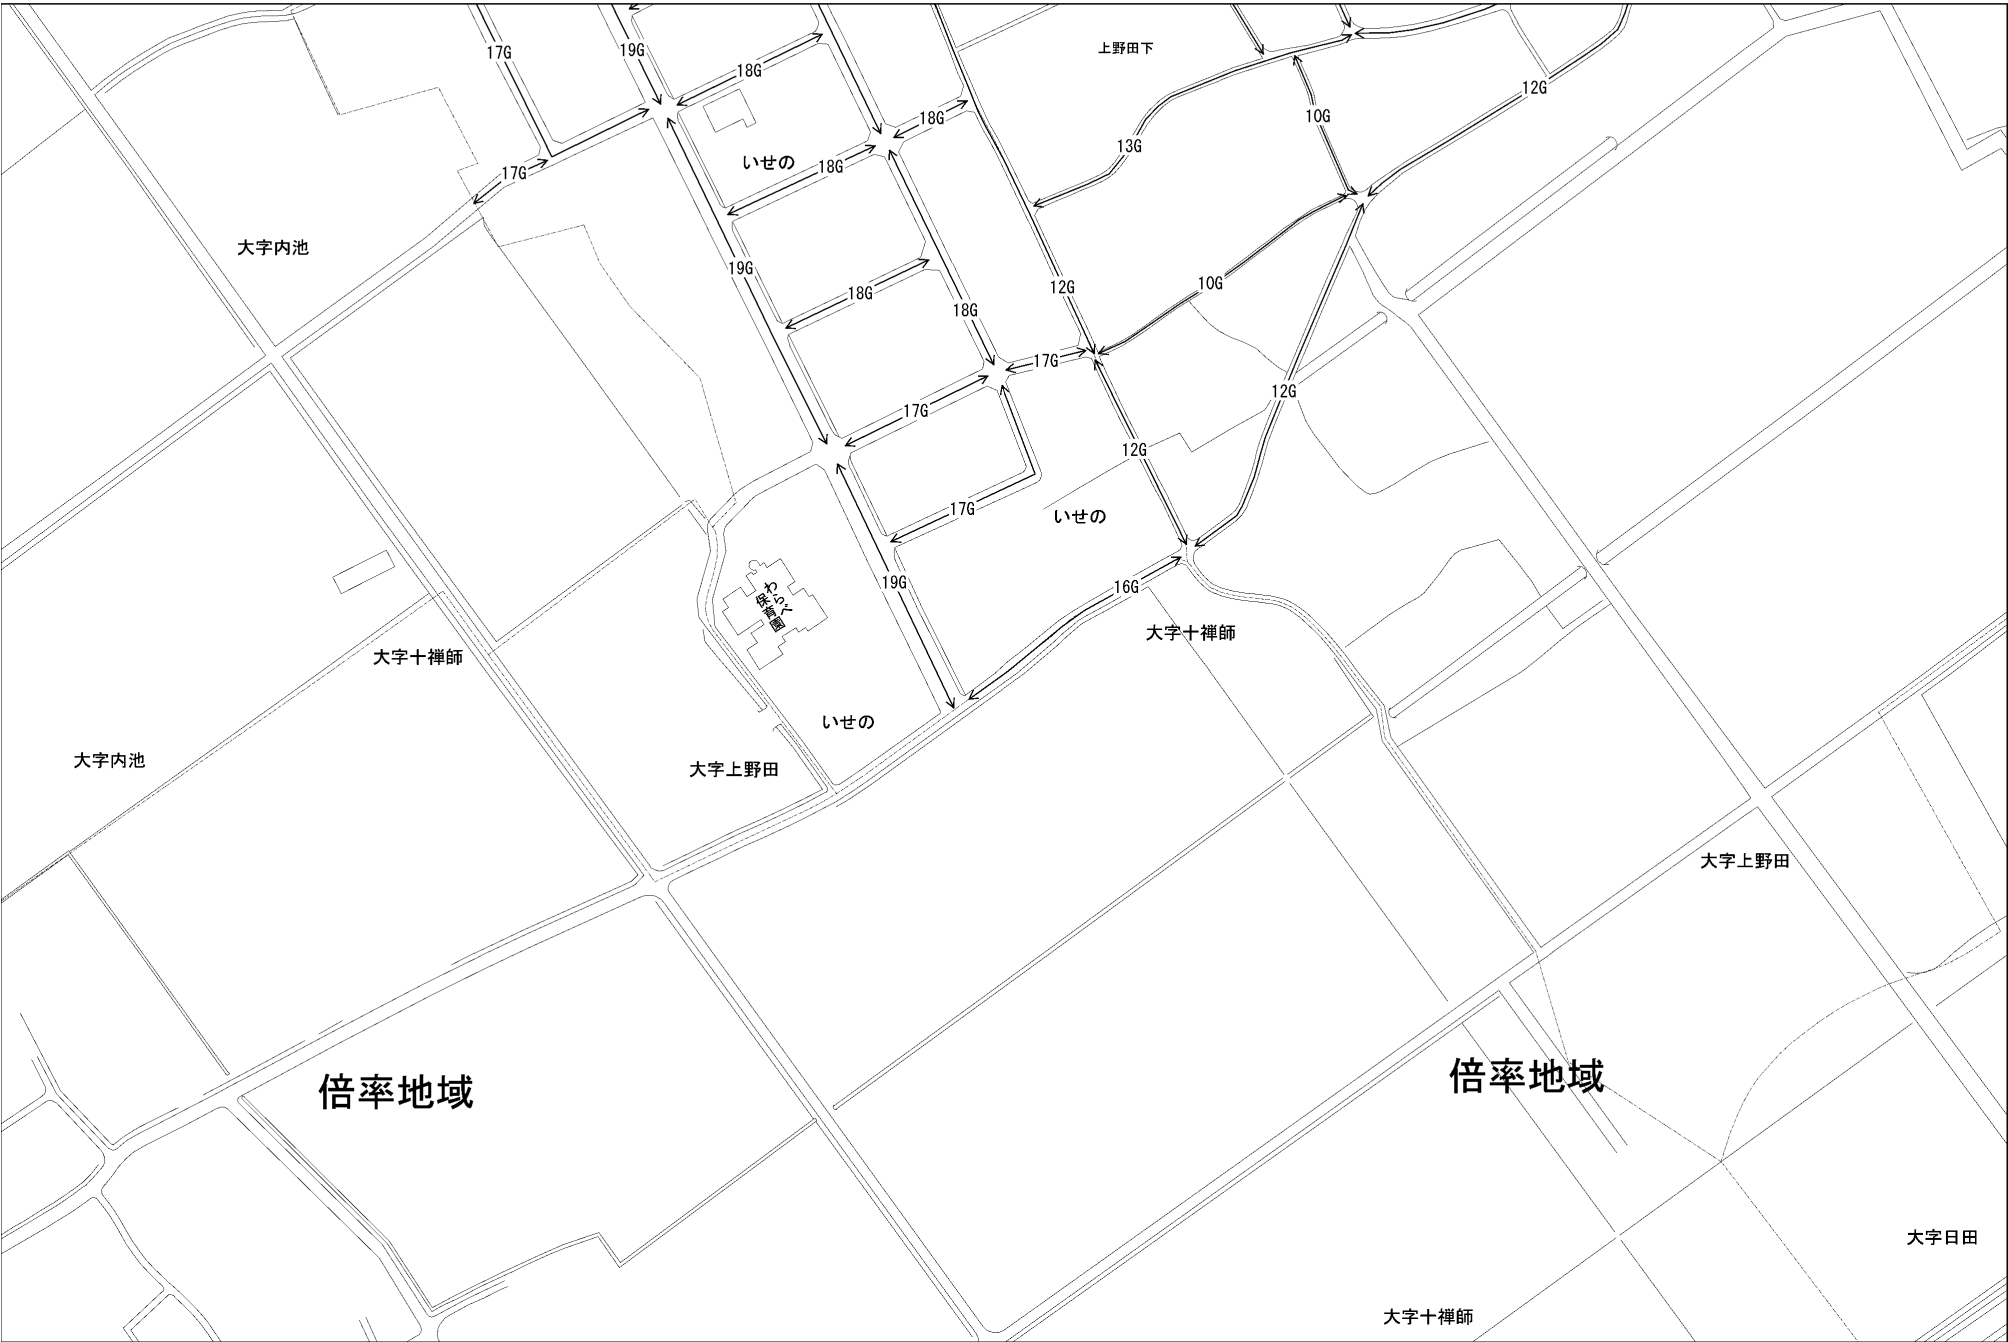 17G
19G
18G
上野田下
12G
10G
18G
13G
いせの
18G
17G
大字内池
19G
10G
12G
18G
18G
17G
12G
17G
12G
17G
いせの
19G
16G
わらべ
保育園
大字十禅師
大字十禅師
いせの
大字内池
大字上野田
大字上野田
倍率地域
倍率地域
大字日田
大字十禅師